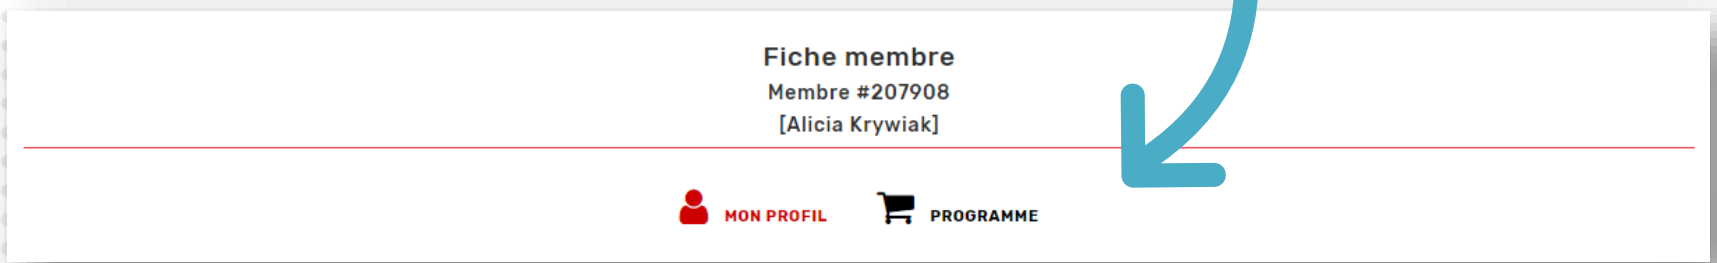 Fiche membre
Membre #207908
[Alicia Krywiak]
MON PROFIL PROGRAMME